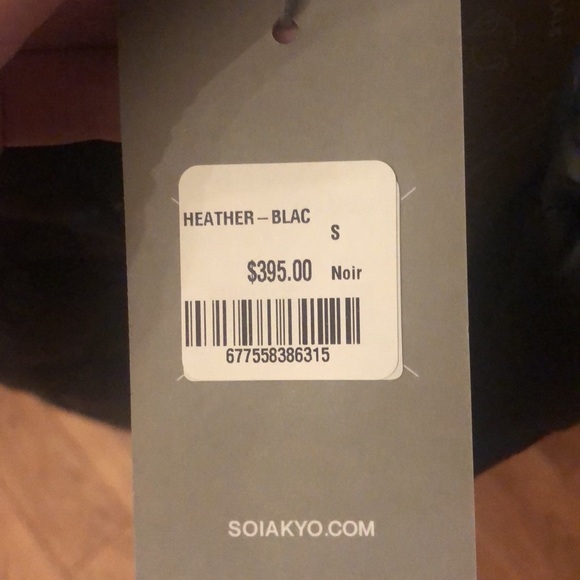 HEATHER – BLAC
S
$395.00 Noir
677558386315
SOIAKYO.COM